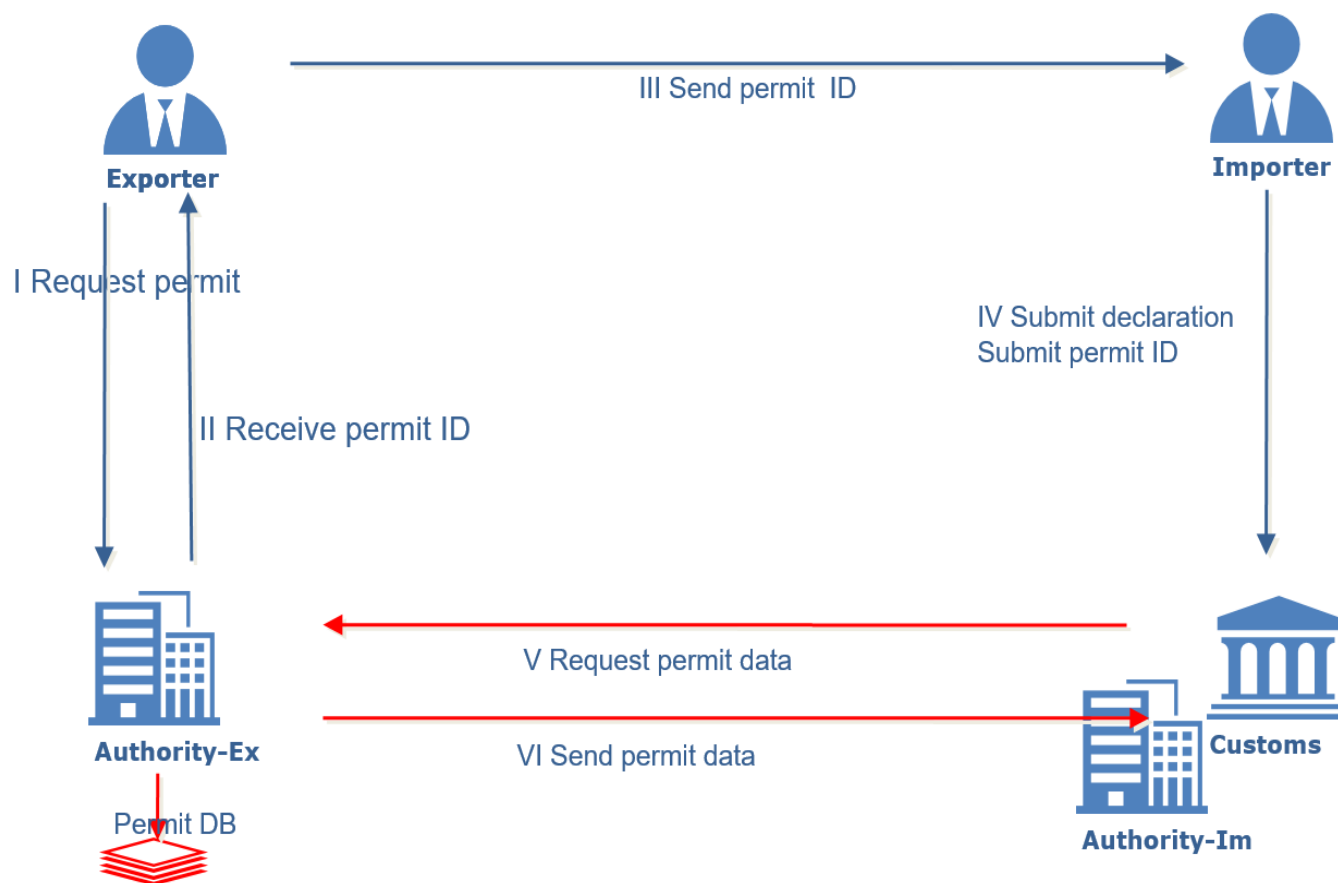 III Send permit ID
Exporter
Importer
I Request permit
IV Submit declaration
Submit permit ID
II Receive permit ID
V Request permit data
Authority-Ex
VI Send permit data
Customs
Permit DB
Authority-Im